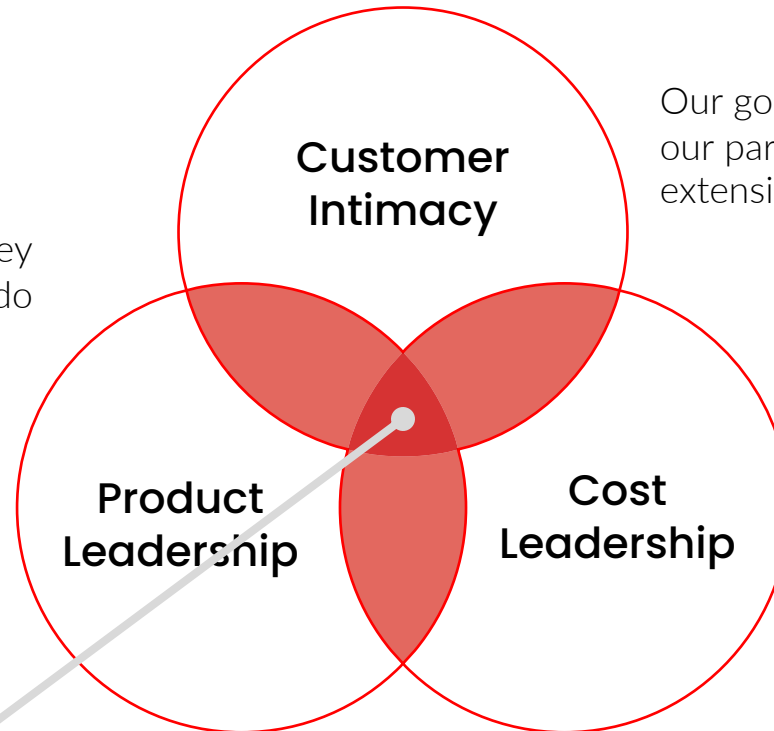 Customer
Intimacy
Our go
our par
extensi
ey
do
Product
Leadership
Cost
Leadership